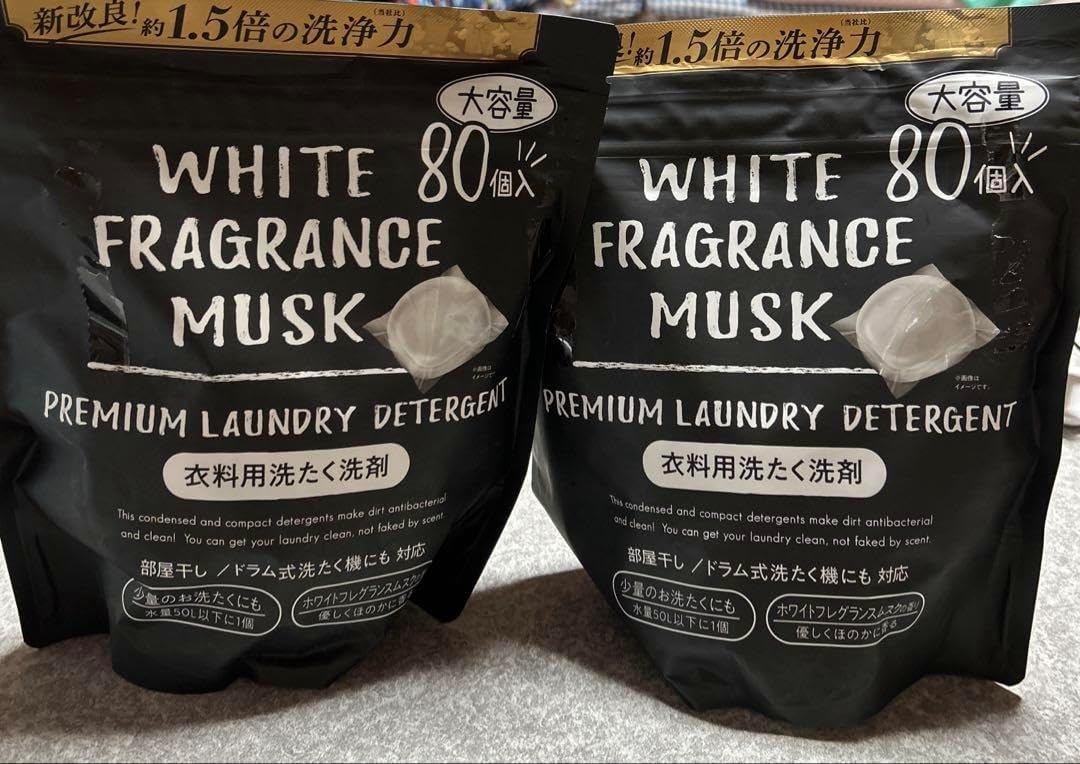 新改良!約1.5倍の洗浄力
(当社比)
大容量
80個入
WHITE
FRAGRANCE
MUSK
※画像は
イメージです。
PREMIUM LAUNDRY DETERGENT
衣料用洗たく洗剤
This condensed and compact detergents make dirt antibacterial
and clean! You can get your laundry clean, not faked by scent.
部屋干し/ドラム式洗たく機にも 対応
少量のお洗たくにも
水量50L以下に1個
ホワイトフレグランスムスクの
優しくほのかに
!約1.5倍の洗浄力
(当社比)
大容量
80個入
WHITE
FRAGRANCE
MUSK
※画像は
イメージです。
PREMIUM LAUNDRY DETERGENT
衣料用洗たく洗剤
This condensed and compact detergents make dirt antibacterial
and clean! You can get your laundry clean, not faked by scent.
部屋干し/ドラム式洗たく機にも 対応
少量のお洗たくにも
水量50L以下に1個
ホワイトフレグランスムスクの香り
優しくほのかに香る